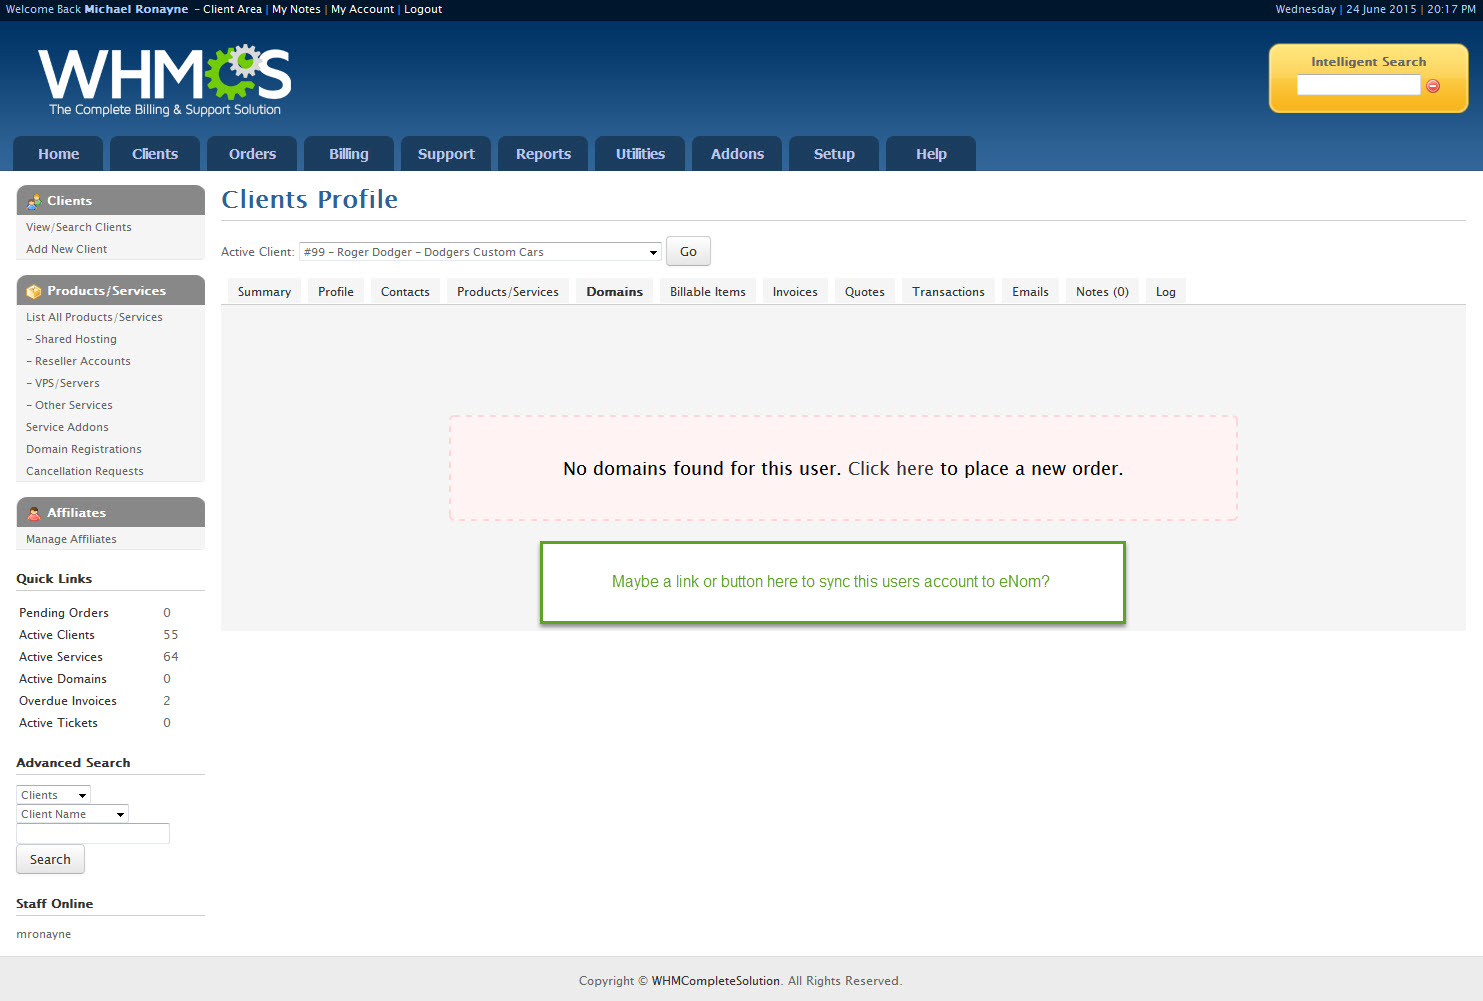 Welcome Back Michael Ronayne - Client Area | My Notes | My Account | Logout
Wednesday | 24 June 2015 | 20:17 PM
WHMCS
The Complete Billing & Support Solution
Intelligent Search
Home Clients Orders Billing Support Reports Utilities Addons Setup Help
Clients
View/Search Clients
Add New Client
Products/Services
List All Products/Services
- Shared Hosting
- Reseller Accounts
- VPS/Servers
- Other Services
Service Addons
Domain Registrations
Cancellation Requests
Affiliates
Manage Affiliates
Quick Links
Pending Orders 0
Active Clients 55
Active Services 64
Active Domains 0
Overdue Invoices 2
Active Tickets 0
Advanced Search
Clients
Client Name
Search
Staff Online
mronayne
Clients Profile
Active Client: #99 - Roger Dodger - Dodgers Custom Cars Go
Summary Profile Contacts Products/Services Domains Billable Items Invoices Quotes Transactions Emails Notes (0) Log
No domains found for this user. Click here to place a new order.
Maybe a link or button here to sync this users account to eNom?
Copyright © WHMCompleteSolution. All Rights Reserved.